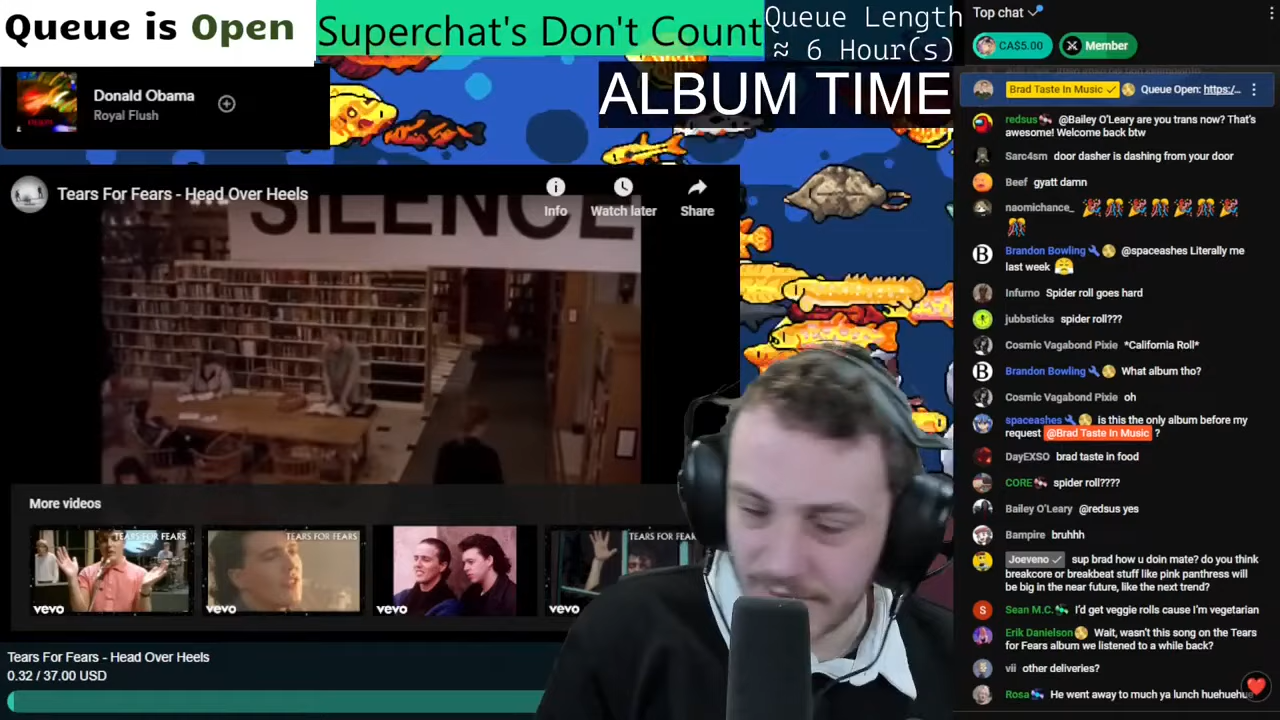 Queue is Open
Superchat's Don't Count
Queue Length
≈ 6 Hour(s)
ALBUM TIME
Donald Obama
Royal Flush
Tears For Fears - Head Over Heels
Info
Watch later
Share
SILENCE
More videos
TEARS FOR FEARS
TEARS FOR FEARS
TEARS FOR FEAR
vevo
vevo
vevo
vevo
Tears For Fears - Head Over Heels
0.32 / 37.00 USD
Top chat
CA$5.00
Member
Brad Taste In Music Queue Open: https:/...
redsus @Bailey O'Leary are you trans now? That's
awesome! Welcome back btw
Sarc4sm door dasher is dashing from your door
Beef gyatt damn
naomichance_
Brandon Bowling @spaceashes Literally me
last week
Infurno Spider roll goes hard
jubbsticks spider roll???
Cosmic Vagabond Pixie *California Roll*
Brandon Bowling What album tho?
Cosmic Vagabond Pixie oh
spaceashes is this the only album before my
request @Brad Taste In Music ?
DayEXSO brad taste in food
CORE spider roll????
Bailey O'Leary @redsus yes
Bampire bruhhh
Joeveno sup brad how u doin mate? do you think
breakcore or breakbeat stuff like pink panthress will
be big in the near future, like the next trend?
Sean M.C. I'd get veggie rolls cause I'm vegetarian
Erik Danielson Wait, wasn't this song on the Tears
for Fears album we listened to a while back?
vii other deliveries?
Rosa He went away to much ya lunch huehuehue